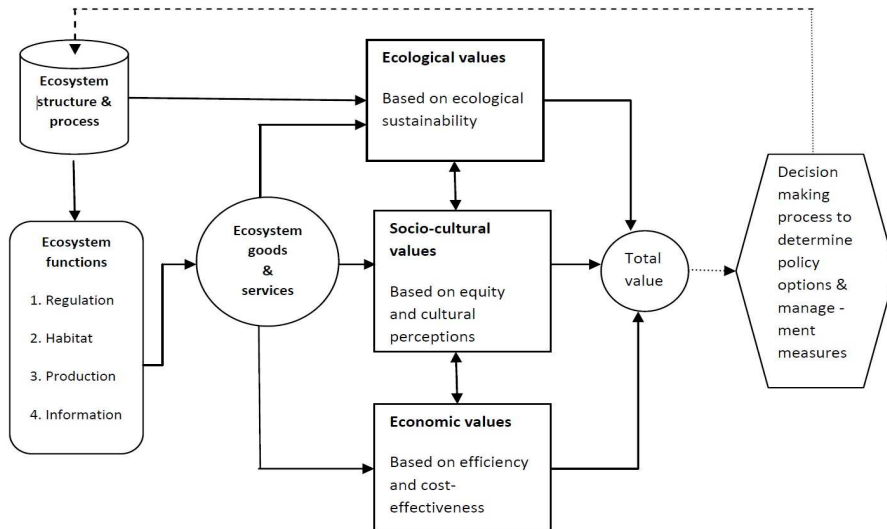 Ecosystem
structure &
process
Ecosystem
functions
1. Regulation
2. Habitat
3. Production
4. Information
Ecosystem
goods
&
services
Ecological values
Based on ecological
sustainability
Socio-cultural
values
Based on equity
and cultural
perceptions
Economic values
Based on efficiency
and cost-
effectiveness
Total
value
Decision
making
process to
determine
policy
options &
manage -
ment
measures